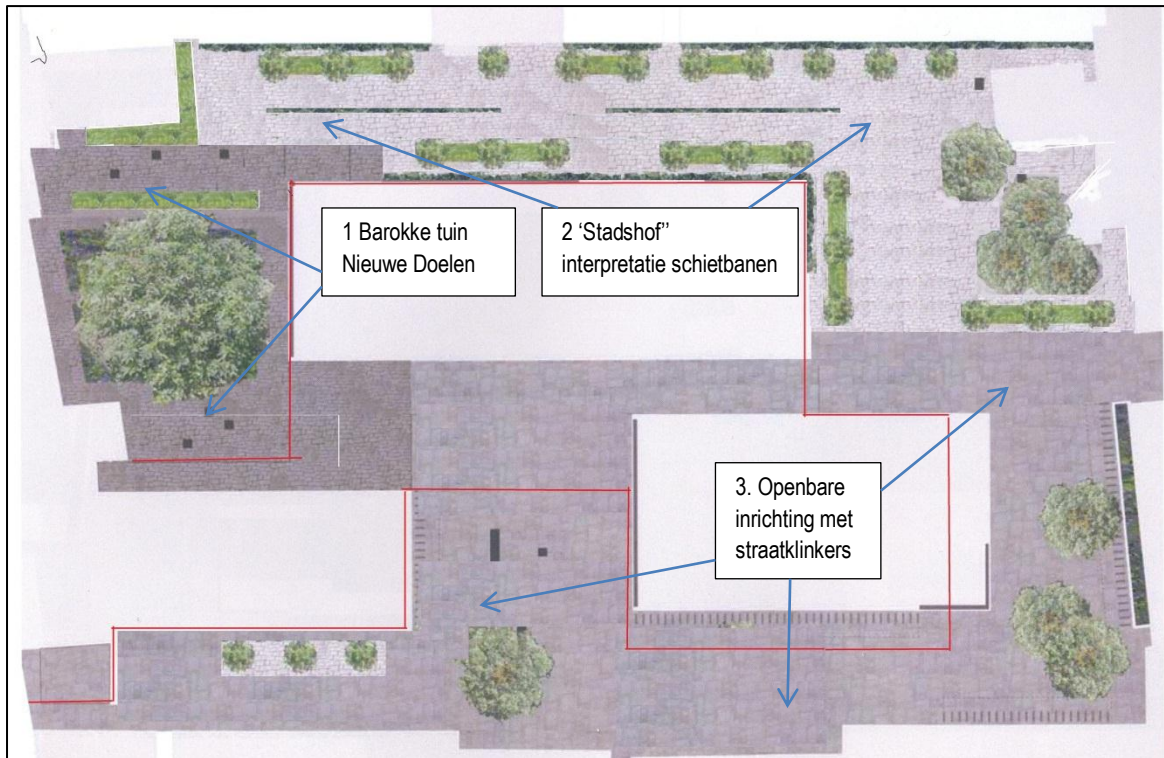 1 Barokke tuin
Nieuwe Doelen
2 ‘Stadshof’’
interpretatie schietbanen
3. Openbare
inrichting met
straatklinkers